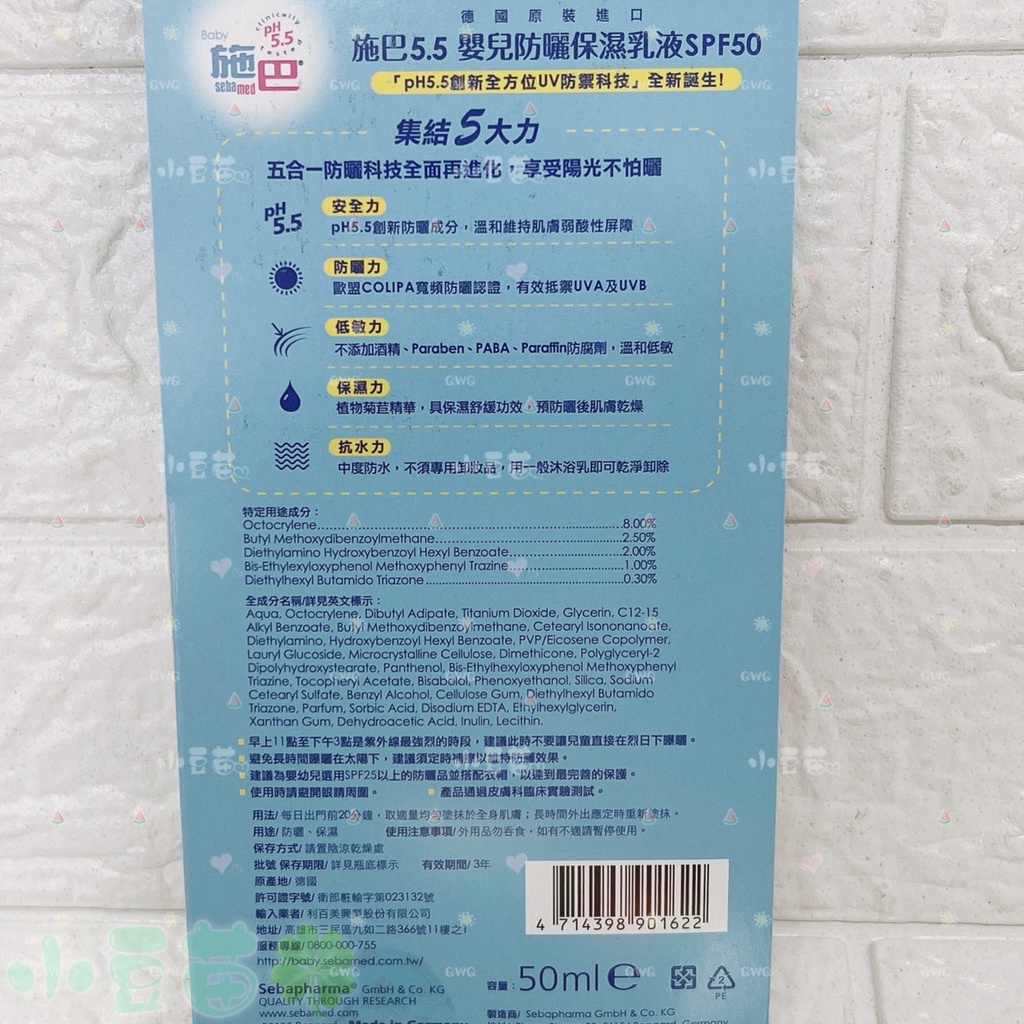 德國原裝進口
Baby
clinically tested
pH 5.5
施巴
sebamed
施巴5.5 嬰兒防曬保濕乳液SPF50
「pH5.5創新全方位UV防禦科技」全新誕生!
集結5大力
五合一防曬科技全面再進化，享受陽光不怕曬
pH 5.5
安全力
pH5.5創新防曬成分，溫和維持肌膚弱酸性屏障
防曬力
歐盟COLIPA寬頻防曬認證，有效抵禦UVA及UVB
低敏力
不添加酒精、Paraben、PABA、Paraffin防腐劑，溫和低敏
保濕力
植物菊苣精華，具保濕舒緩功效，預防曬後肌膚乾燥
抗水力
中度防水，不須專用卸妝品，用一般沐浴乳即可乾淨卸除
特定用途成分：
Octocrylene 8.00%
Butyl Methoxydibenzoylmethane 2.50%
Diethylamino Hydroxybenzoyl Hexyl Benzoate 2.00%
Bis-Ethylexyloxyphenol Methoxyphenyl Trazine 1.00%
Diethylhexyl Butamido Triazone 0.30%
全成分名稱/詳見英文標示：
Aqua, Octocrylene, Dibutyl Adipate, Titanium Dioxide, Glycerin, C12-15
Alkyl Benzoate, Butyl Methoxydibenzoylmethane, Cetearyl Isononanoate,
Diethylamino, Hydroxybenzoyl Hexyl Benzoate, PVP/Eicosene Copolymer,
Lauryl Glucoside, Microcrystalline Cellulose, Dimethicone, Polyglyceryl-2
Dipolyhydroxystearate, Panthenol, Bis-Ethylhexyloxyphenol Methoxyphenyl
Triazine, Tocopheryl Acetate, Bisabolol, Phenoxyethanol, Silica, Sodium
Cetearyl Sulfate, Benzyl Alcohol, Cellulose Gum, Diethylhexyl Butamido
Triazone, Parfum, Sorbic Acid, Disodium EDTA, Ethylhexylglycerin,
Xanthan Gum, Dehydroacetic Acid, Inulin, Lecithin.
早上11點至下午3點是紫外線最強烈的時段，建議此時不要讓兒童直接在烈日下曝曬。
避免長時間曝曬在太陽下，建議須定時補擦以維持防曬效果。
建議為嬰幼兒選用SPF25以上的防曬品並搭配衣帽，以達到最完善的保護。
使用時請避開眼睛周圍。 產品通過皮膚科臨床實驗測試。
用法/ 每日出門前20分鐘，取適量均勻塗抹於全身肌膚；長時間外出應定時重新塗抹。
用途/ 防曬、保濕 使用注意事項/ 外用品勿吞食，如有不適請暫停使用。
保存方式/ 請置陰涼乾燥處
批號 保存期限/ 詳見瓶底標示 有效期間/ 3年
原產地/ 德國
許可證字號/ 衛部粧輸字第023132號
輸入業者/ 利百美興業股份有限公司
地址/ 高雄市三民區九如二路366號11樓之1
服務專線/ 0800-000-755
http://baby.sebamed.com.tw/
4 714398 901622
容量：50ml ℮
2
PE
Sebapharma® GmbH & Co. KG
QUALITY THROUGH RESEARCH
www.sebamed.com
製造商/ Sebapharma GmbH & Co. KG
Made in Germany
小豆苗
GWG